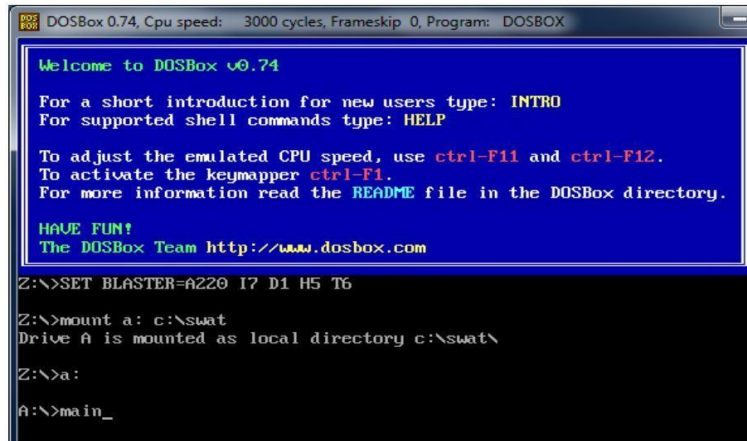 DOSBox 0.74, Cpu speed: 3000 cycles, Frameskip 0, Program: DOSBOX
Welcome to DOSBox v0.74
For a short introduction for new users type: INTRO
For supported shell commands type: HELP
To adjust the emulated CPU speed, use ctrl-F11 and ctrl-F12.
To activate the keymapper ctrl-F1.
For more information read the README file in the DOSBox directory.
HAVE FUN!
The DOSBox Team http://www.dosbox.com
Z:\>SET BLASTER=A220 I7 D1 H5 T6
Z:\>mount a: c:\swat
Drive A is mounted as local directory c:\swat\
Z:\>a:
A:\>main_